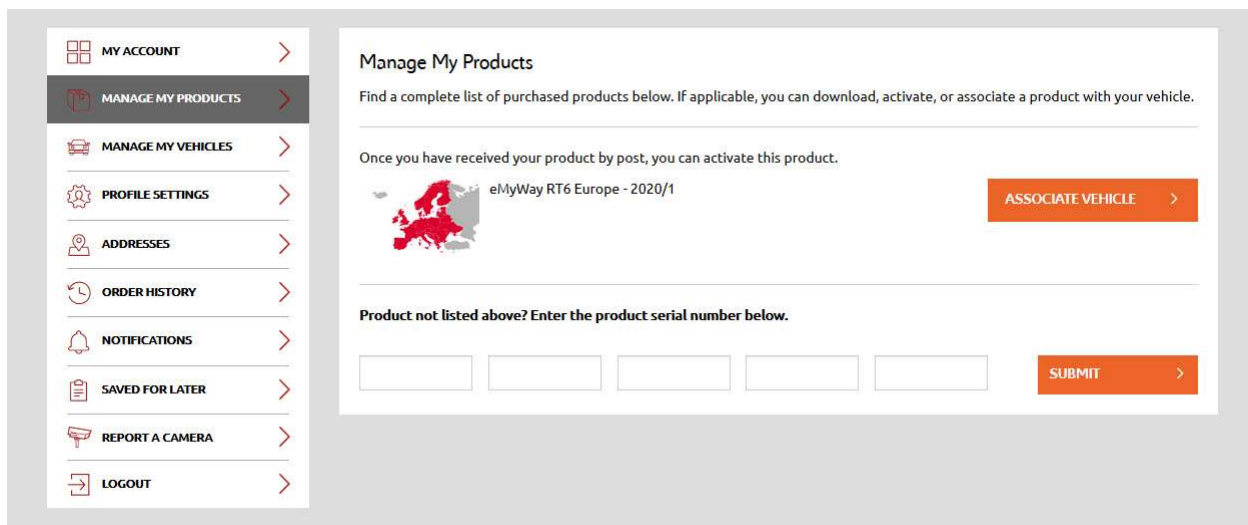 MY ACCOUNT
MANAGE MY PRODUCTS
MANAGE MY VEHICLES
PROFILE SETTINGS
ADDRESSES
ORDER HISTORY
NOTIFICATIONS
SAVED FOR LATER
REPORT A CAMERA
LOGOUT
Manage My Products
Find a complete list of purchased products below. If applicable, you can download, activate, or associate a product with your vehicle.
Once you have received your product by post, you can activate this product.
eMyWay RT6 Europe - 2020/1
ASSOCIATE VEHICLE
Product not listed above? Enter the product serial number below.
SUBMIT